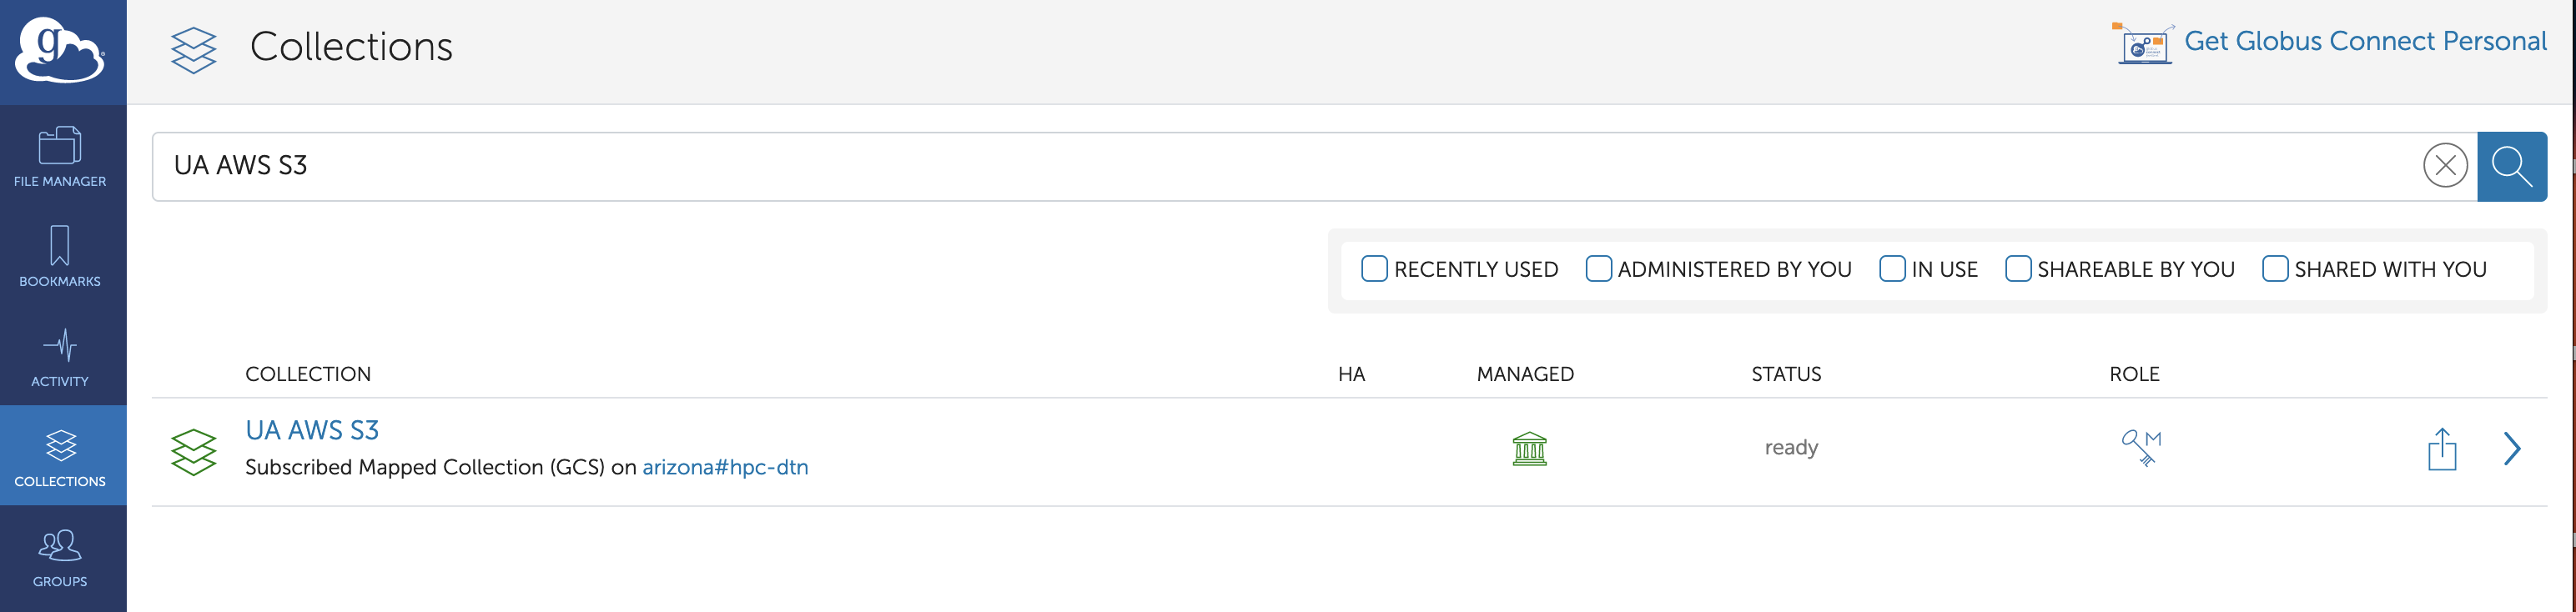 g
Collections
Get Globus Connect Personal
FILE MANAGER
UA AWS S3
BOOKMARKS
RECENTLY USED ADMINISTERED BY YOU IN USE SHAREABLE BY YOU SHARED WITH YOU
ACTIVITY
COLLECTION HA MANAGED STATUS ROLE
COLLECTIONS
UA AWS S3
Subscribed Mapped Collection (GCS) on arizona#hpc-dtn
ready
M
GROUPS